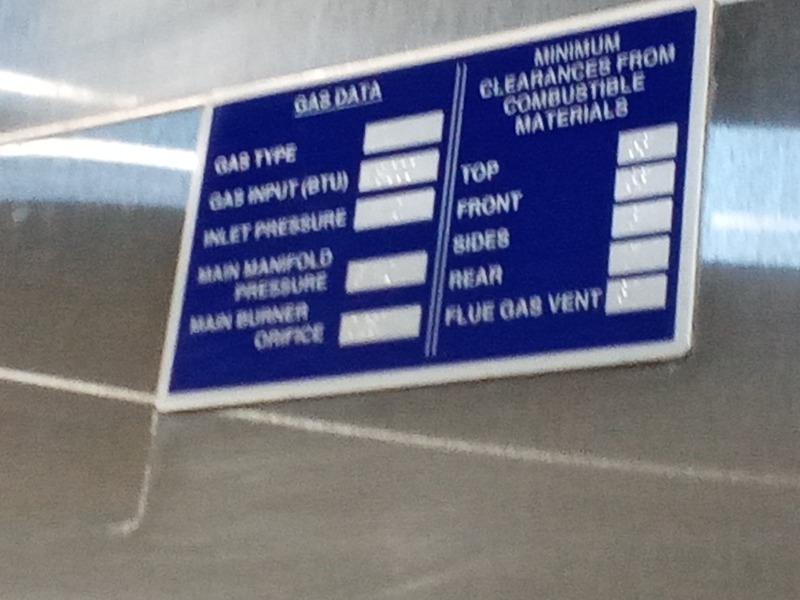 GAS DATA
GAS TYPE
GAS INPUT (BTU)
INLET PRESSURE
MAIN MANIFOLD
PRESSURE
MAIN BURNER
ORIFICE
MINIMUM
CLEARANCES FROM
COMBUSTIBLE
MATERIALS
TOP
FRONT
SIDES
REAR
FLUE GAS VENT